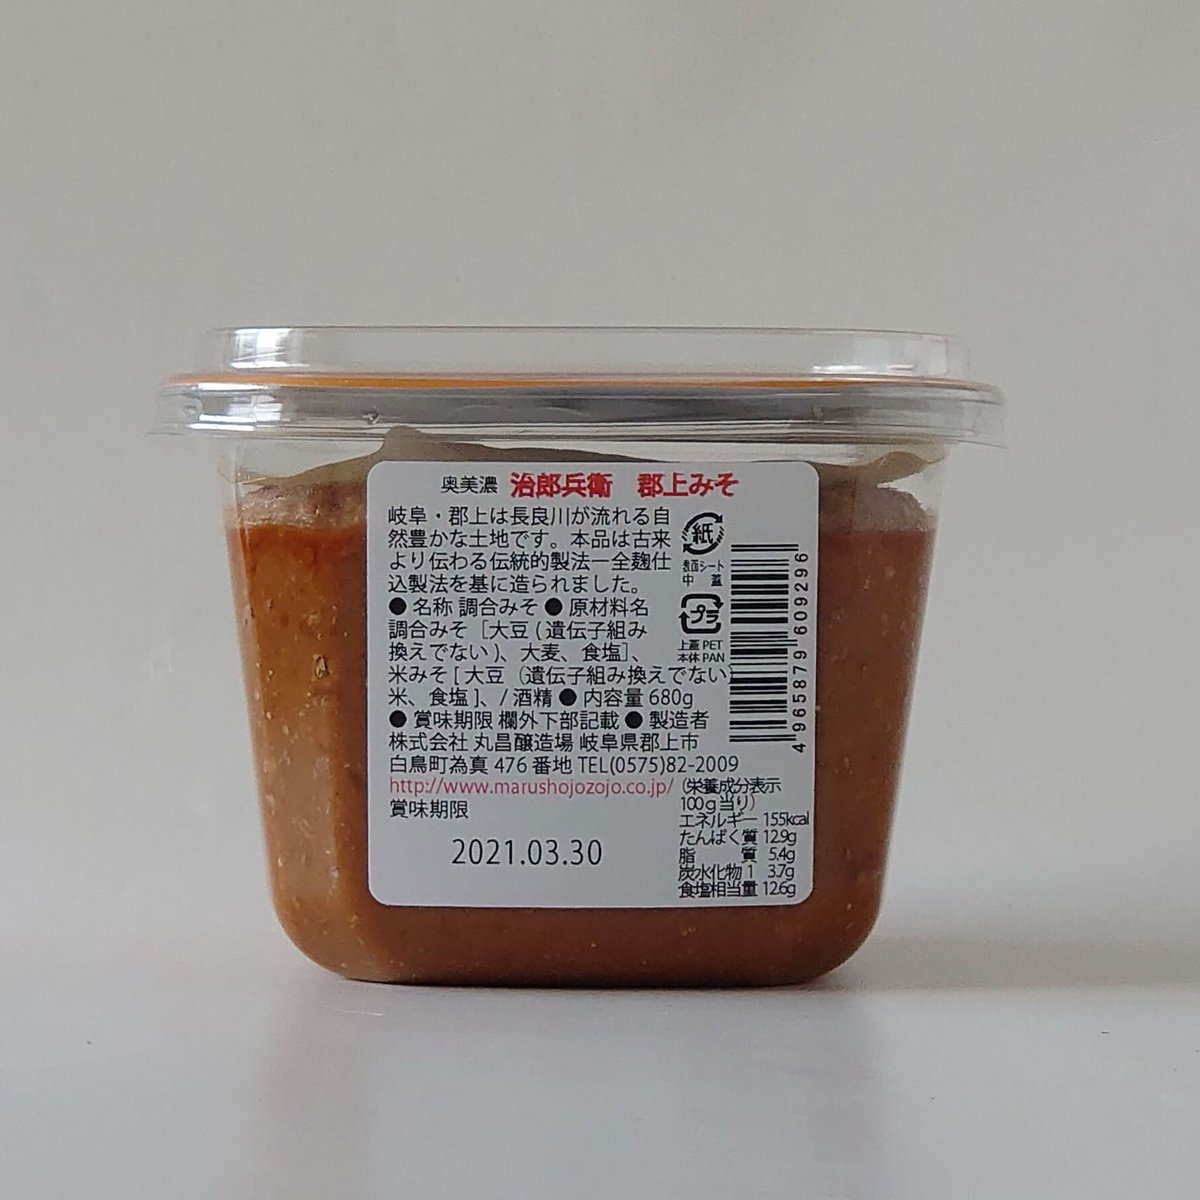 奥美濃 治郎兵衛 郡上みそ
岐阜・郡上は長良川が流れる自
然豊かな土地です。本品は古来
より伝わる伝統的製法ー全麹仕
込製法を基に造られました。
●名称 調合みそ●原材料名
調合みそ [大豆(遺伝子組み
換えでない)、大麦、食塩]、
米みそ[大豆(遺伝子組み換えでない)
米、食塩]、/酒精●内容量 680g
●賞味期限 欄外下部記載●製造者
株式会社 丸昌醸造場 岐阜県郡上市
白鳥町為真 476 番地 TEL(0575)82-2009
http://www.marushojozojo.co.jp/
賞味期限
2021.03.30
紙
表面シート
中蓋
プラ
上蓋 PET
本体 PAN
4965879609296
(栄養成分表示
100g当り)
エネルギー 155kcal
たんぱく質 12.9g
脂質 5.4g
炭水化物1 3.7g
食塩相当量 12.6g